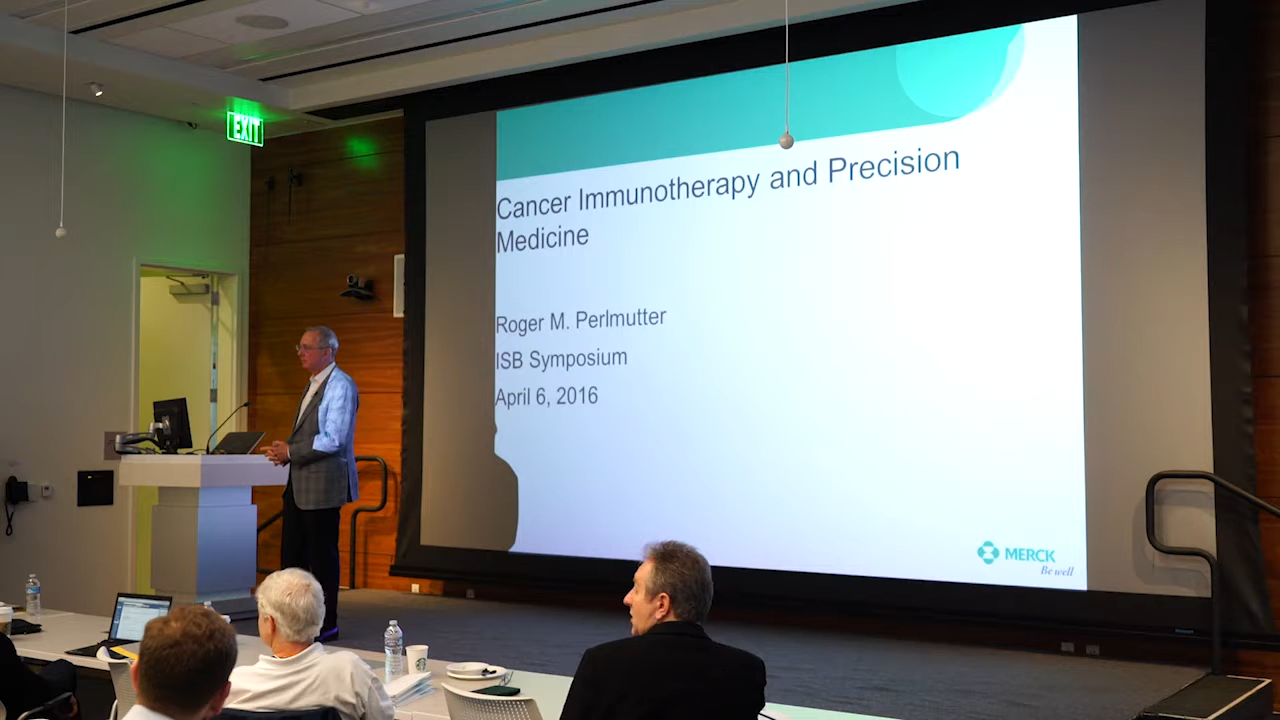 EXIT
Cancer Immunotherapy and Precision
Medicine
Roger M. Perlmutter
ISB Symposium
April 6, 2016
MERCK
Be well